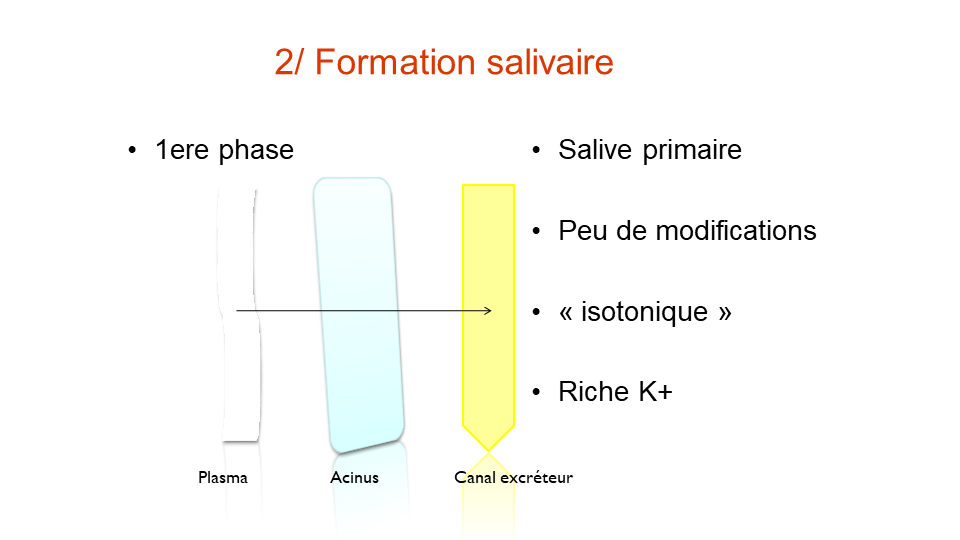 2/ Formation salivaire
• 1ere phase
• Salive primaire
• Peu de modifications
• « isotonique »
• Riche K+
Plasma
Acinus
Canal excréteur